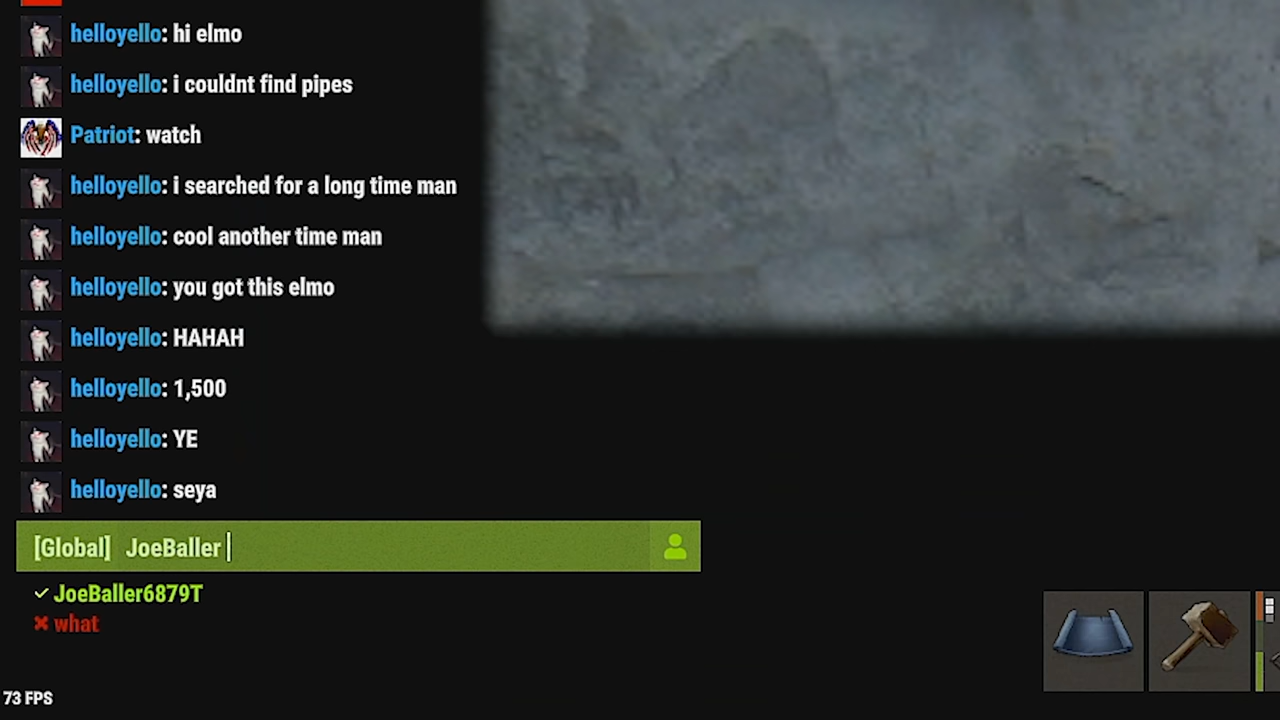 helloyello: hi elmo
helloyello: i couldnt find pipes
Patriot: watch
helloyello: i searched for a long time man
helloyello: cool another time man
helloyello: you got this elmo
helloyello: HAHAH
helloyello: 1,500
helloyello: YE
helloyello: seya
[Global] JoeBaller
JoeBaller6879T
what
73 FPS